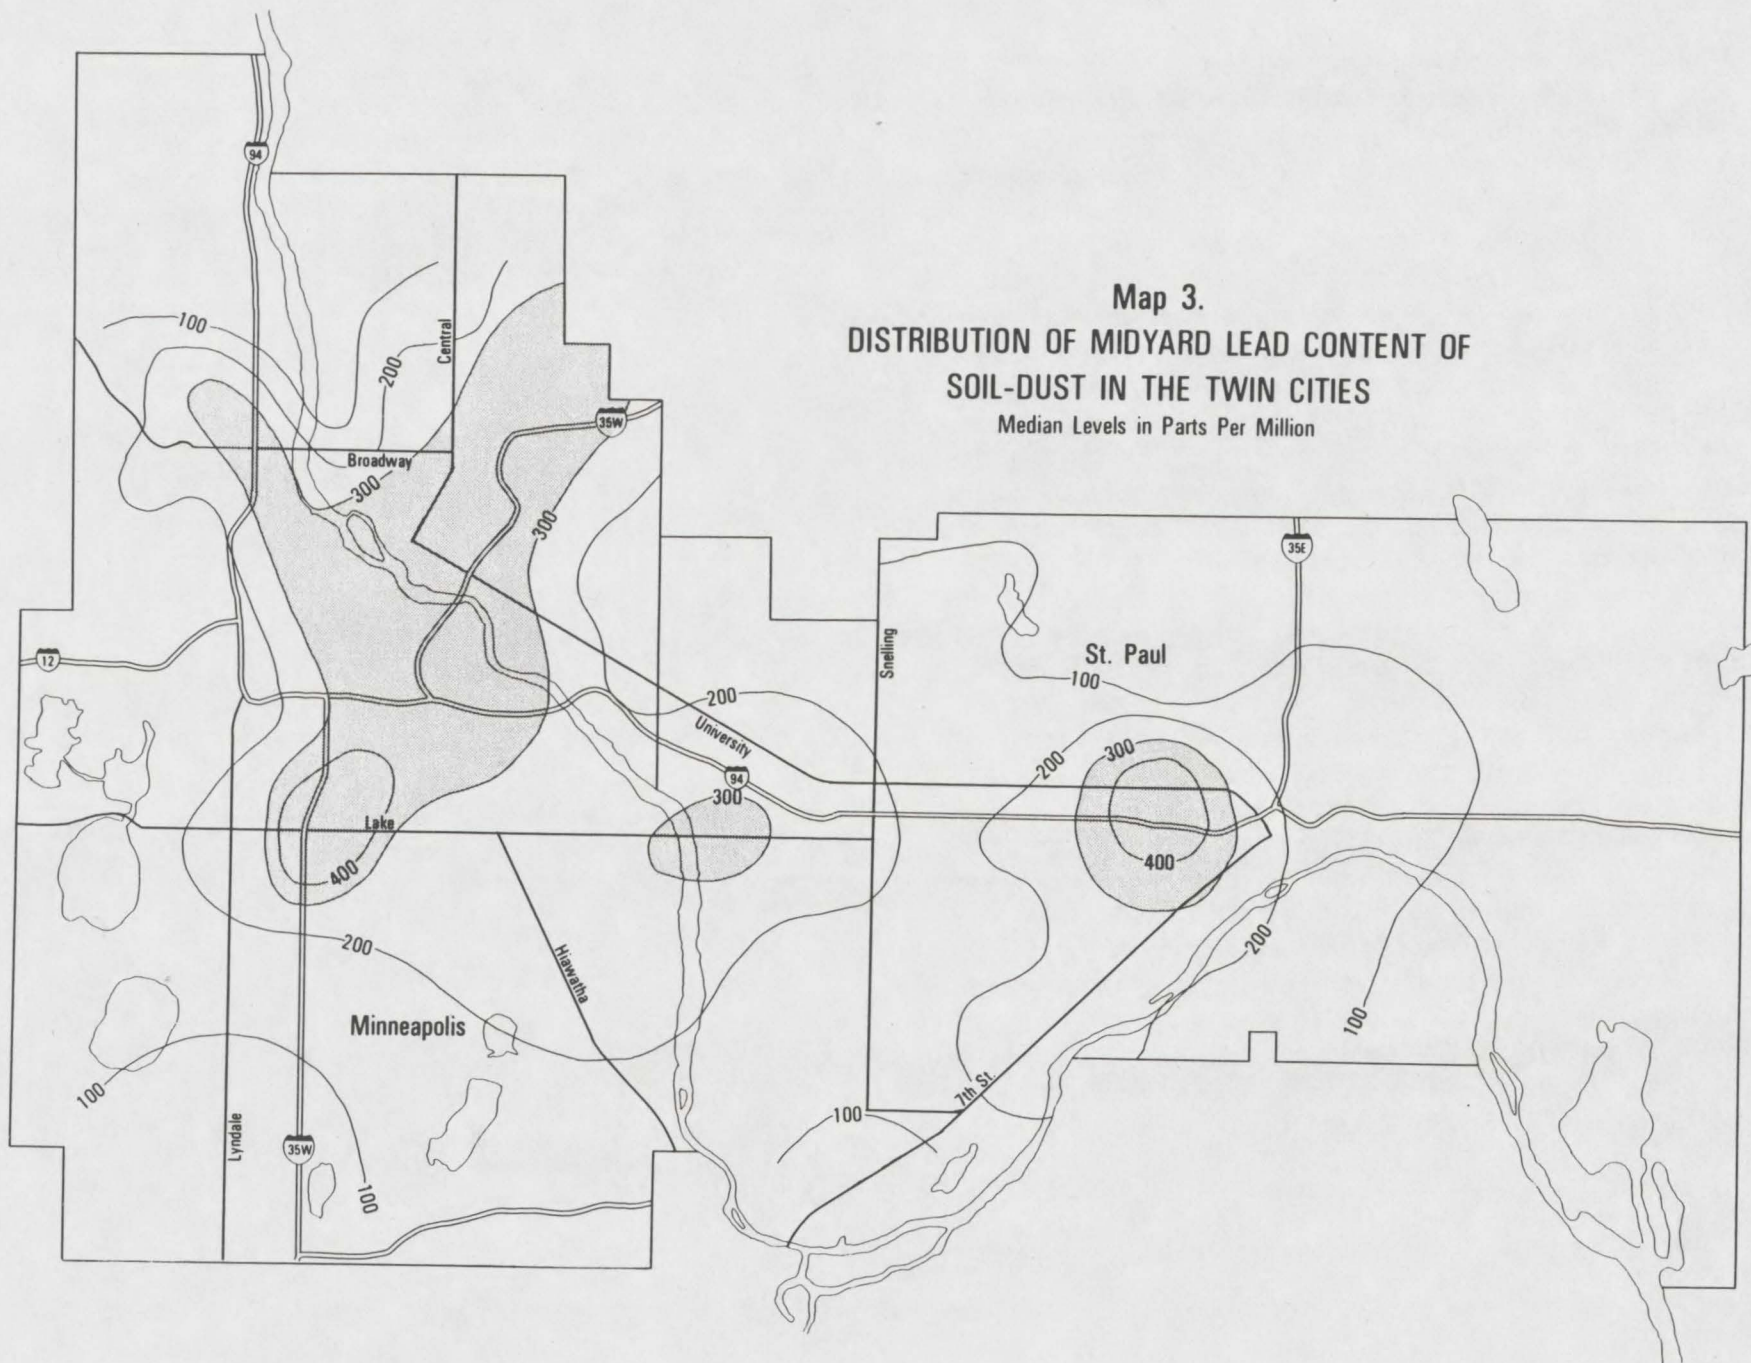 Map 3.
DISTRIBUTION OF MIDYARD LEAD CONTENT OF
SOIL-DUST IN THE TWIN CITIES
Median Levels in Parts Per Million
94
100
Central
200
35W
Broadway
300
300
35E
12
Snelling
St. Paul
100
200
University
94
300
200
300
Lake
400
400
200
Hiawatha
200
Minneapolis
100
100
7th St.
100
Lyndale
35W
100